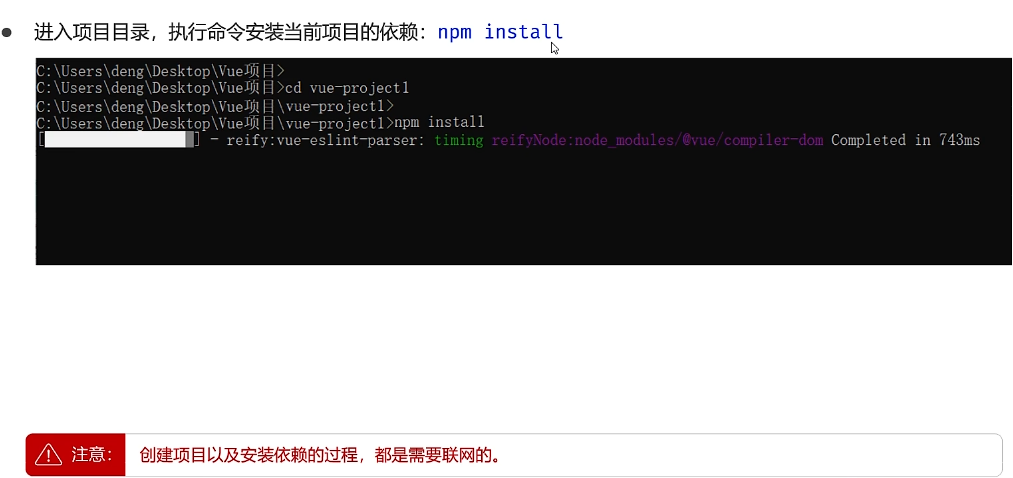 进入项目目录，执行命令安装当前项目的依赖：npm install
C:\Users\deng\Desktop\Vue项目>
C:\Users\deng\Desktop\Vue项目>cd vue-project1
C:\Users\deng\Desktop\Vue项目\vue-project1>
C:\Users\deng\Desktop\Vue项目\vue-project1>npm install
[          ] - reify:vue-eslint-parser: timing reifyNode:node_modules/@vue/compiler-dom Completed in 743ms
注意： 创建项目以及安装依赖的过程，都是需要联网的。